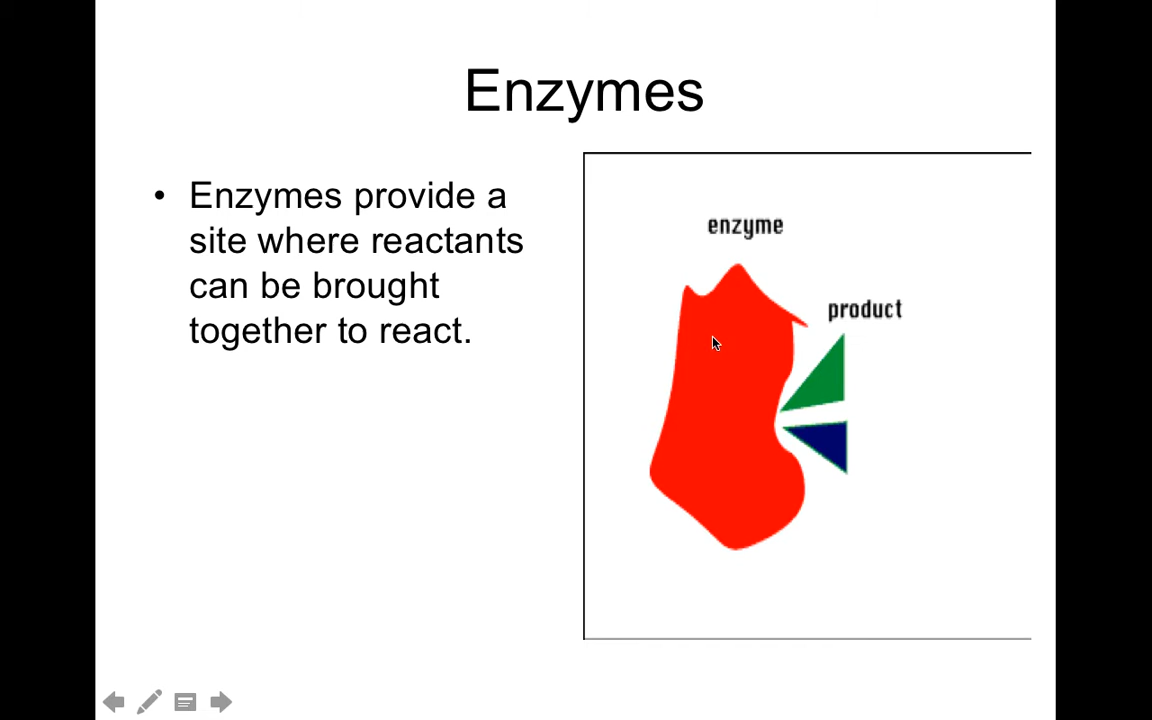 Enzymes
• Enzymes provide a
site where reactants
can be brought
together to react.
enzyme
product